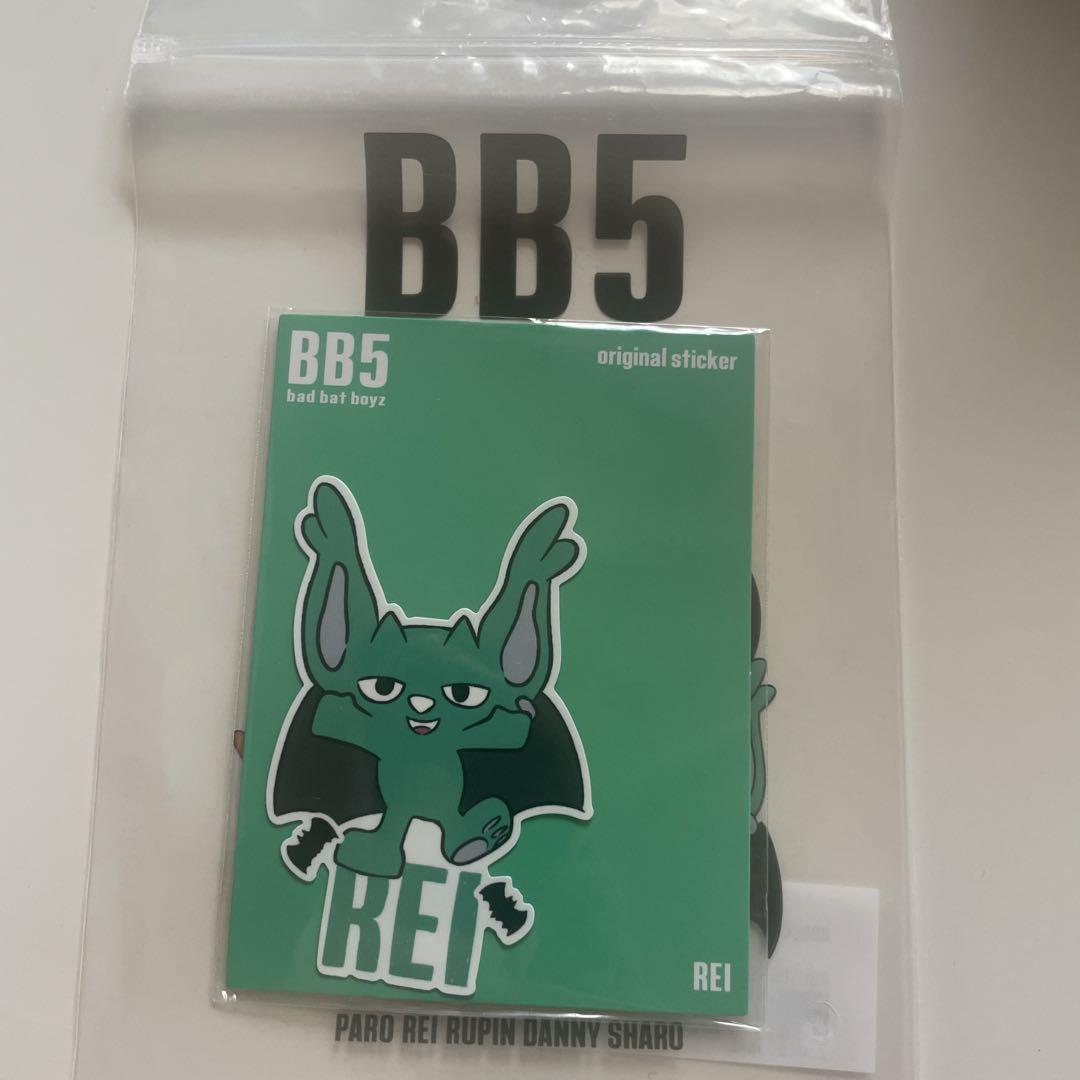 BB5
BB5
bad bat boyz
original sticker
REI
REI
PARO REI RUPIN DANNY SHARO